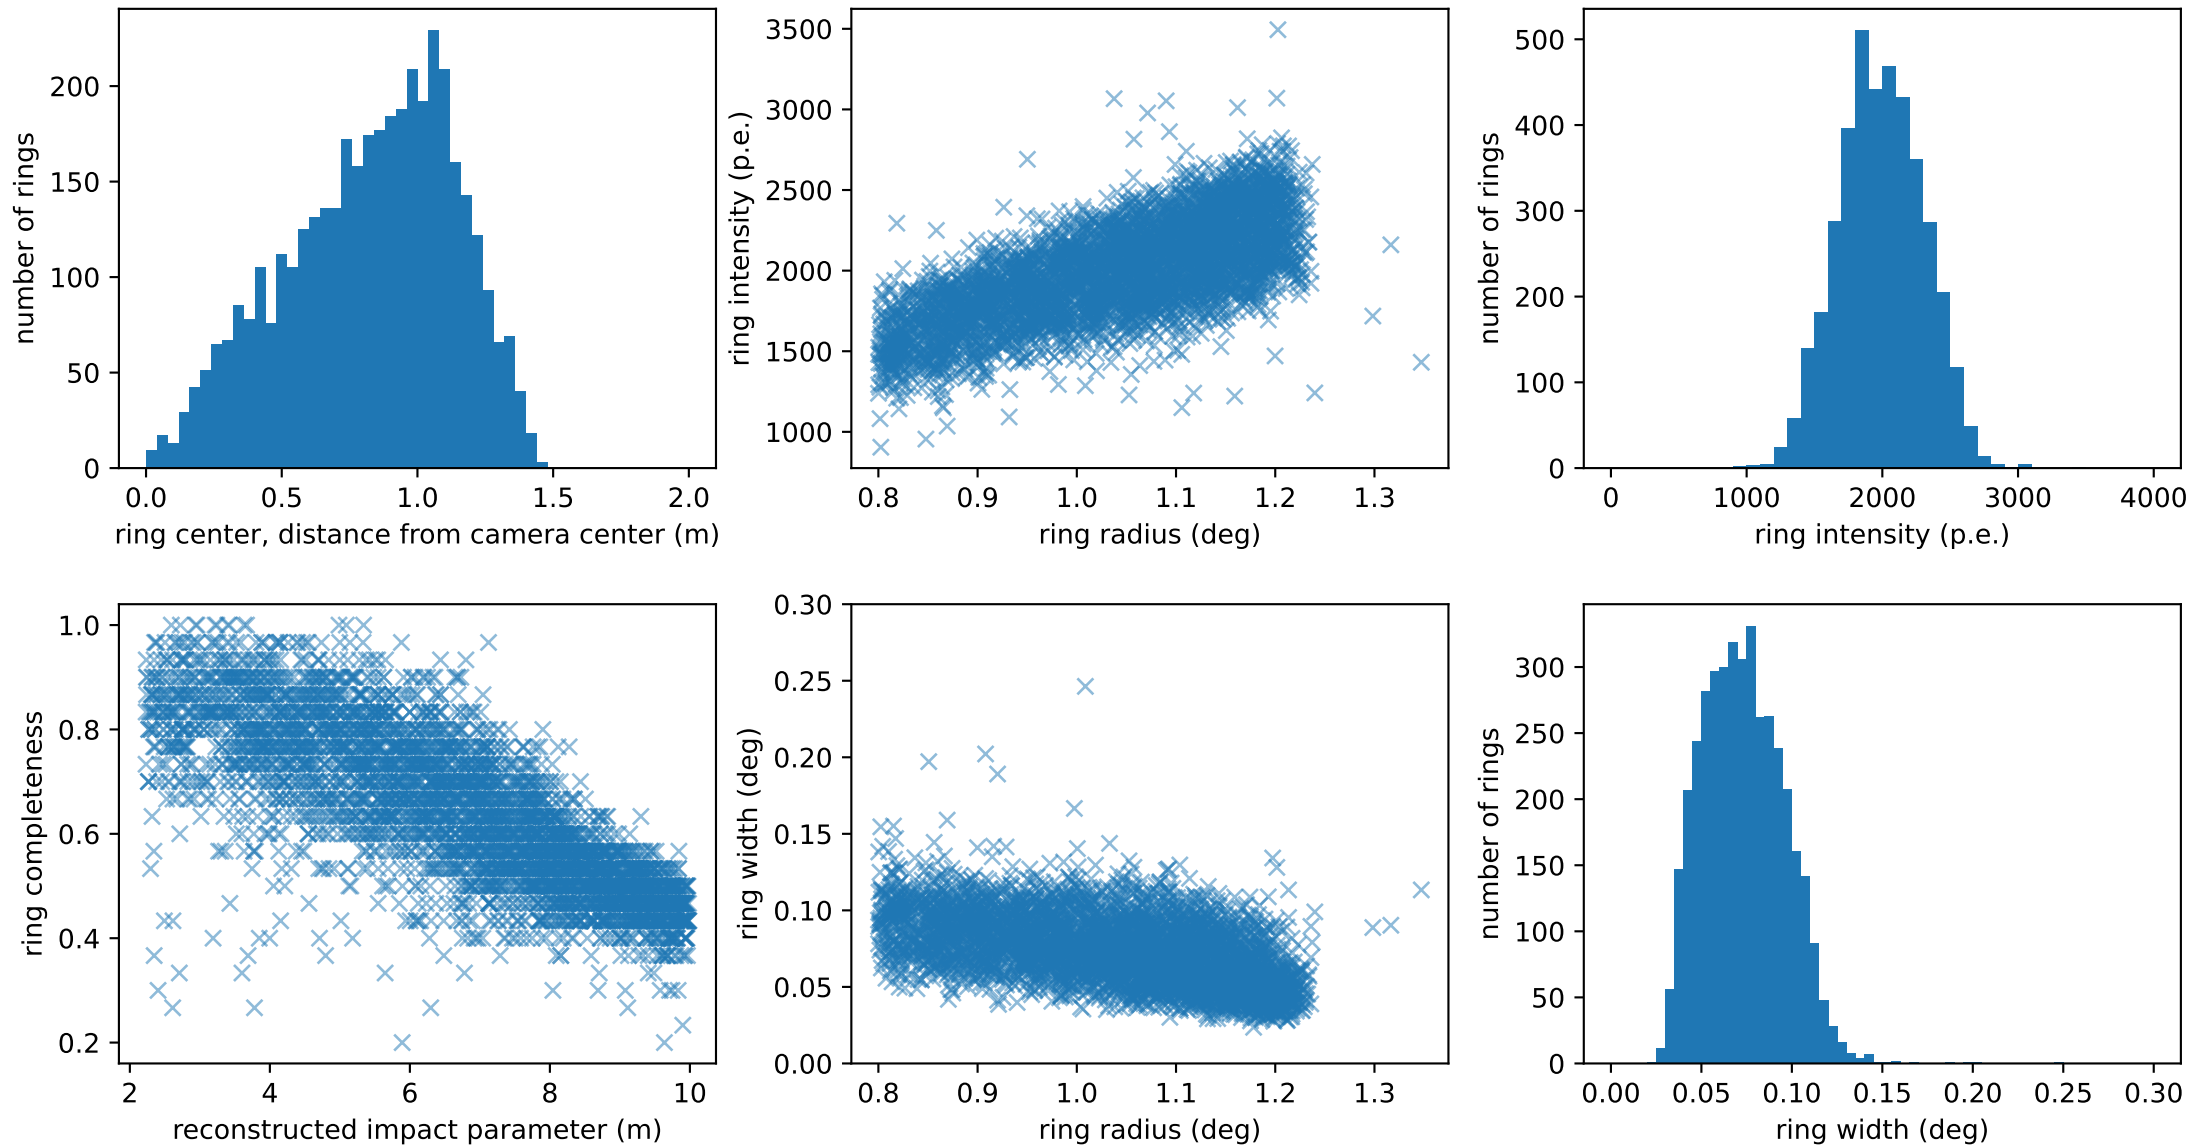 number of rings
200
150
100
50
0
0.0 0.5 1.0 1.5 2.0
ring center, distance from camera center (m)
ring intensity (p.e.)
3500
3000
2500
2000
1500
1000
0.8 0.9 1.0 1.1 1.2 1.3
ring radius (deg)
number of rings
500
400
300
200
100
0
0 1000 2000 3000 4000
ring intensity (p.e.)
ring completeness
1.0
0.8
0.6
0.4
0.2
2 4 6 8 10
reconstructed impact parameter (m)
ring width (deg)
0.30
0.25
0.20
0.15
0.10
0.05
0.00
0.8 0.9 1.0 1.1 1.2 1.3
ring radius (deg)
number of rings
300
250
200
150
100
50
0
0.00 0.05 0.10 0.15 0.20 0.25 0.30
ring width (deg)